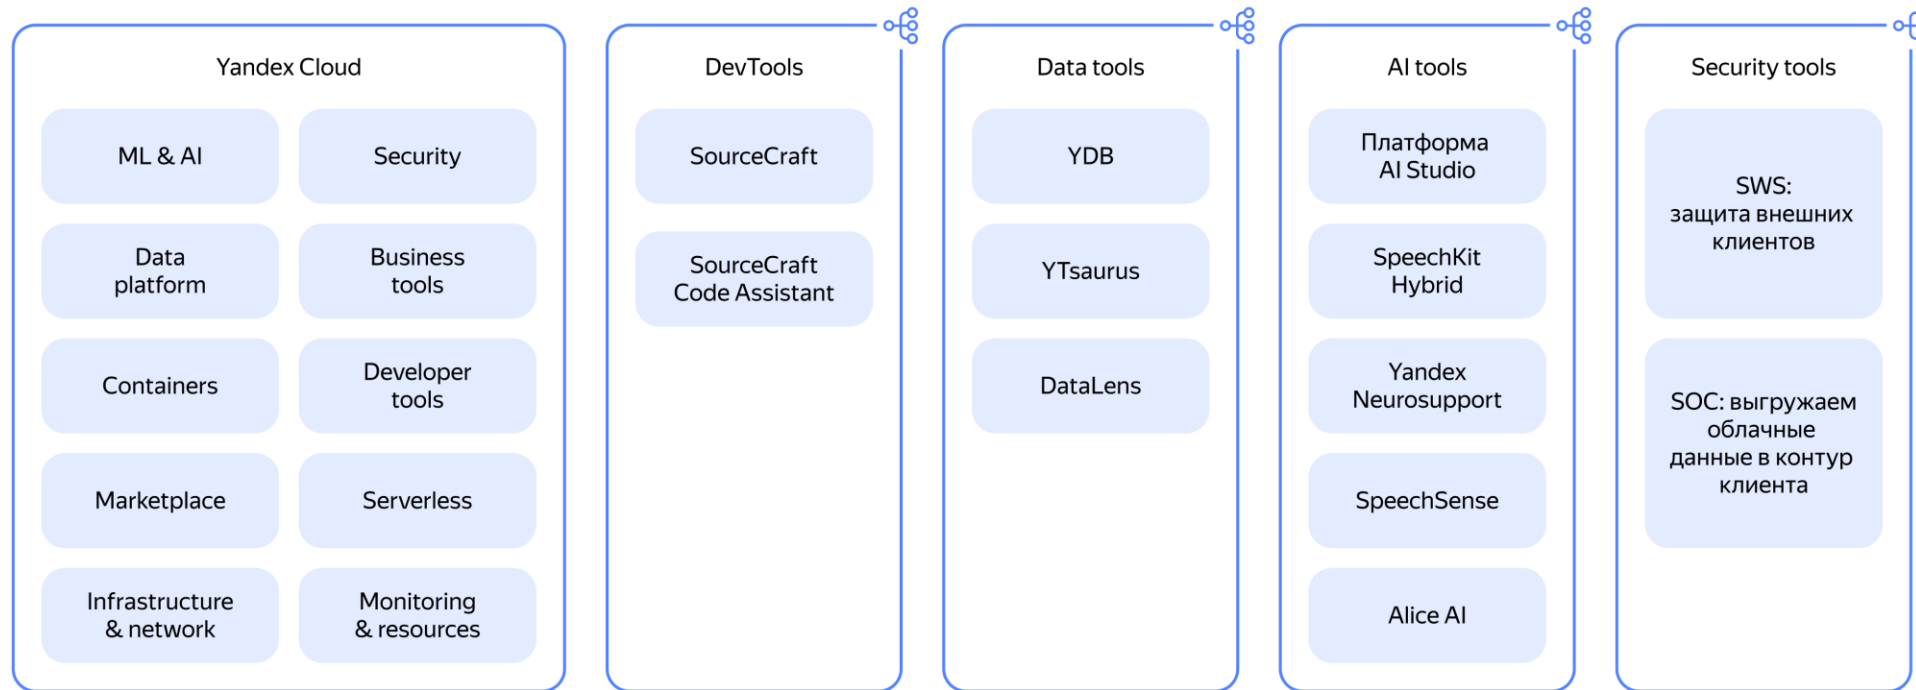 Yandex Cloud
ML & AI
Security
Data
platform
Business
tools
Containers
Developer
tools
Marketplace
Serverless
Infrastructure
& network
Monitoring
& resources
DevTools
SourceCraft
SourceCraft
Code Assistant
Data tools
YDB
YTsaurus
DataLens
AI tools
Платформа
AI Studio
SpeechKit
Hybrid
Yandex
Neurosupport
SpeechSense
Alice AI
Security tools
SWS:
защита внешних
клиентов
SOC: выгружаем
облачные
данные в контур
клиента